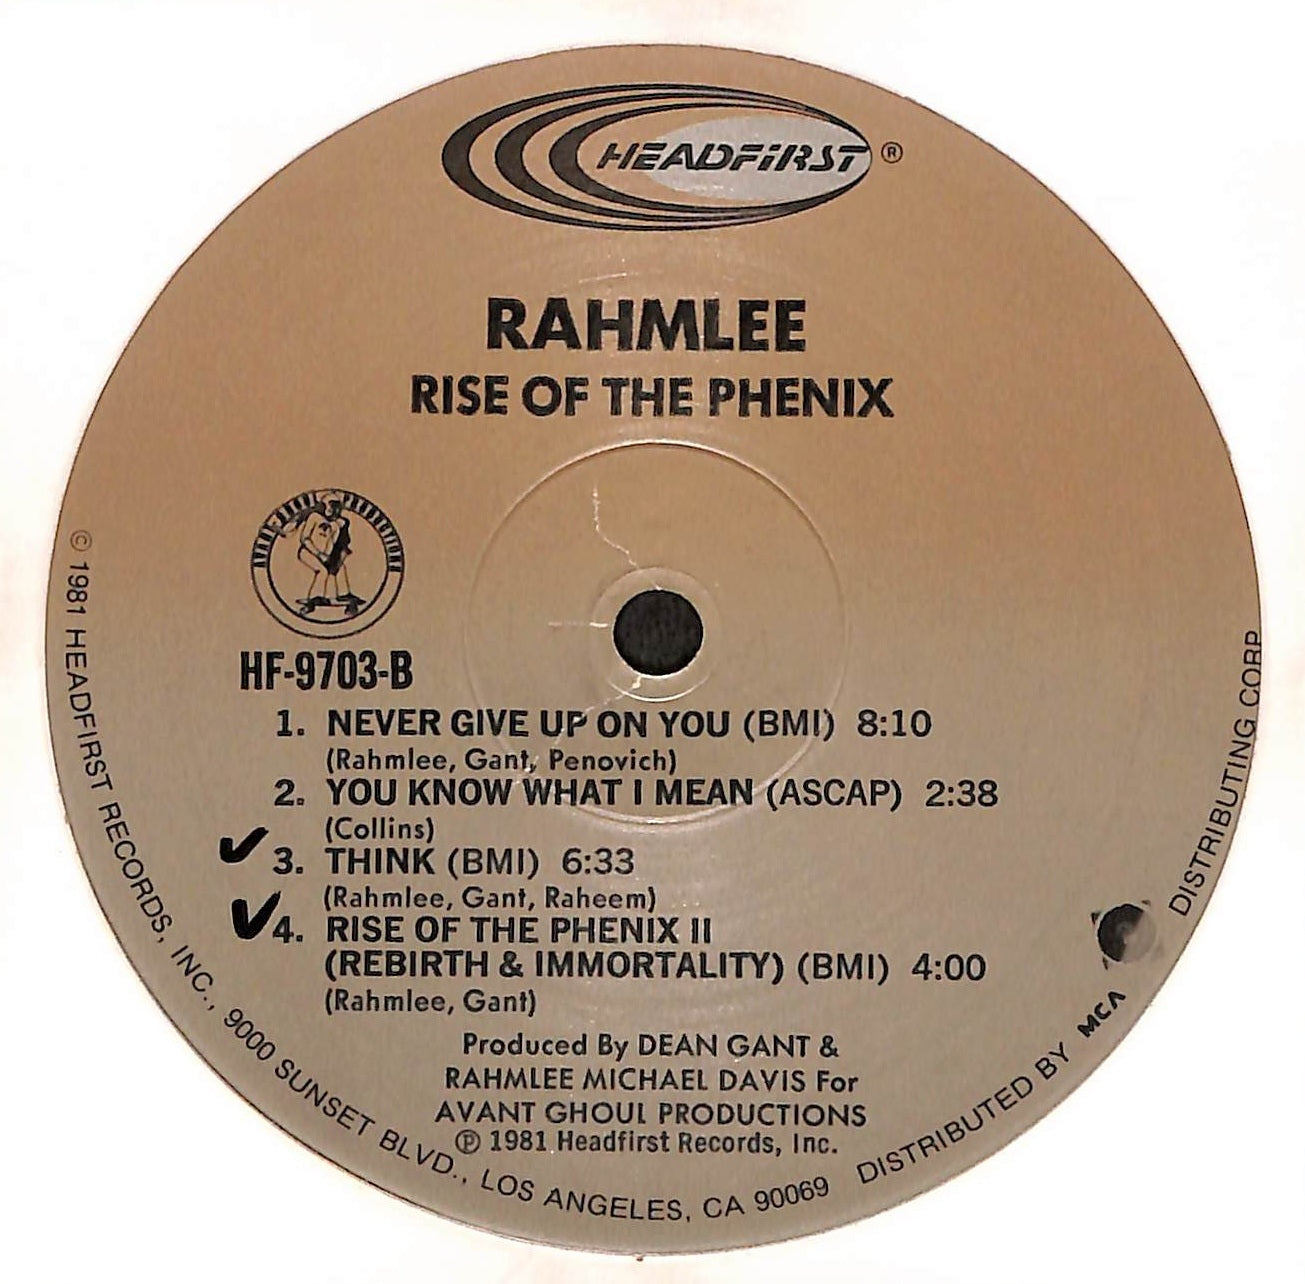 HEADFIRST ®
RAHMLEE
RISE OF THE PHENIX
AVANT-GHOUL PRODUCTIONS
HF-9703-B
1. NEVER GIVE UP ON YOU (BMI) 8:10
(Rahmlee, Gant, Penovich)
2. YOU KNOW WHAT I MEAN (ASCAP) 2:38
(Collins)
3. THINK (BMI) 6:33
(Rahmlee, Gant, Raheem)
4. RISE OF THE PHENIX II
(REBIRTH & IMMORTALITY) (BMI) 4:00
(Rahmlee, Gant)
Produced By DEAN GANT &
RAHMLEE MICHAEL DAVIS For
AVANT GHOUL PRODUCTIONS
℗ 1981 Headfirst Records, Inc.
© 1981 HEADFIRST RECORDS, INC., 9000 SUNSET BLVD., LOS ANGELES, CA 90069 DISTRIBUTED BY MCA DISTRIBUTING CORP